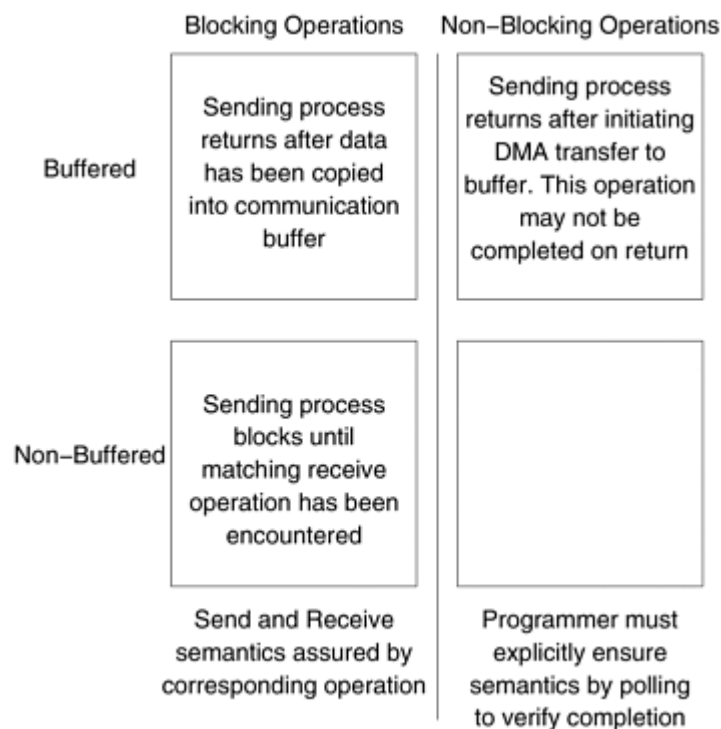 Blocking Operations
Non–Blocking Operations
Buffered
Sending process
returns after data
has been copied
into communication
buffer
Sending process
returns after initiating
DMA transfer to
buffer. This operation
may not be
completed on return
Non–Buffered
Sending process
blocks until
matching receive
operation has been
encountered
Send and Receive
semantics assured by
corresponding operation
Programmer must
explicitly ensure
semantics by polling
to verify completion